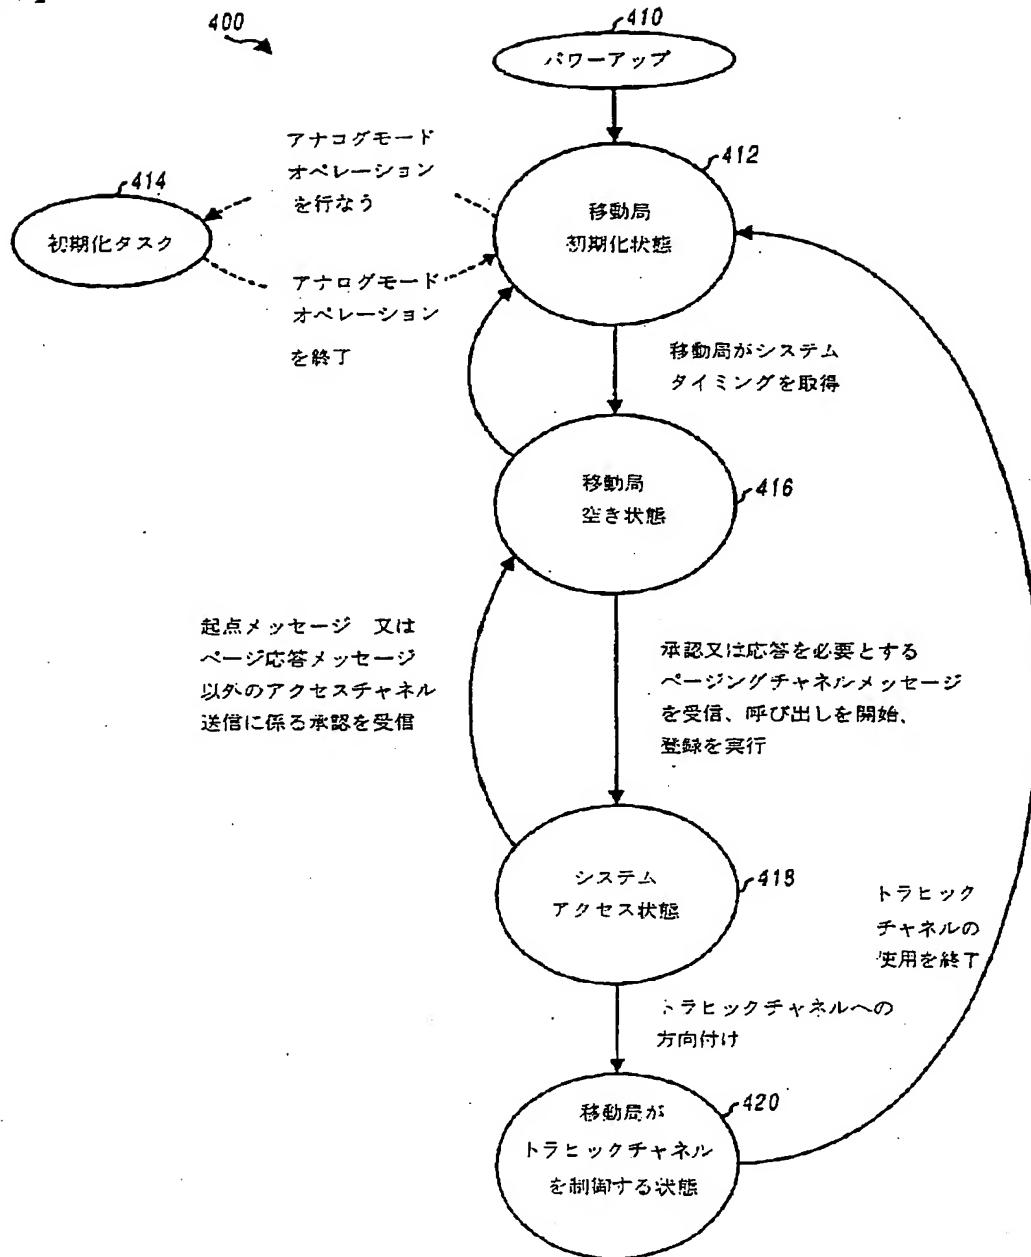 400
410
パワーアップ
アナコグモード
オペレーション
を行なう
412
移動局
初期化状態
414
初期化タスク
アナログモード
オペレーション
を終了
移動局がシステム
タイミングを取得
移動局
空き状態
416
起点メッセージ 又は
ページ応答メッセージ
以外のアクセスチャネル
送信に係る承認を受信
承認又は応答を必要とする
ページングチャネルメッセージ
を受信、呼び出しを開始、
登録を実行
システム
アクセス状態
418
トラヒック
チャネルの
使用を終了
トラヒックチャネルへの
方向付け
移動局が
トラヒックチャネル
を制御する状態
420